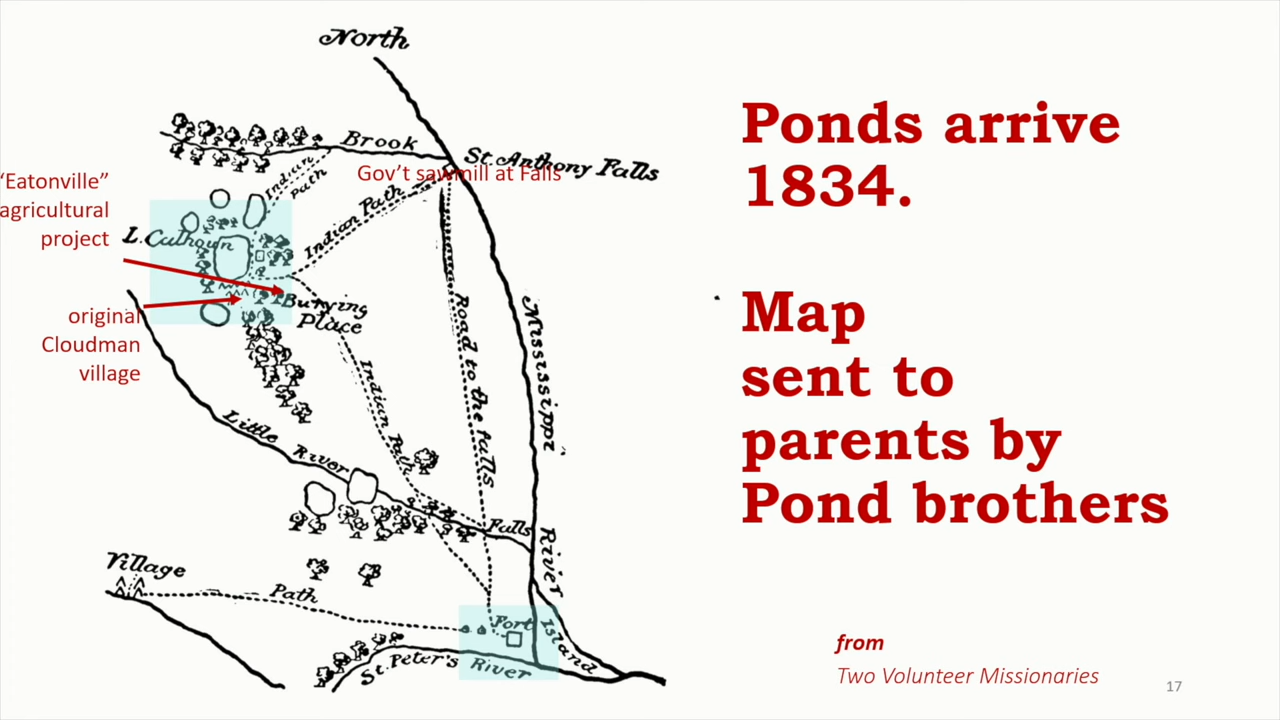 North
Brook
St. Anthony Falls
Gov’t sawmill at Falls
Indian
Path
Indian Path
“Eatonville”
agricultural
project
L. Calhoun
Burying
Place
original
Cloudman
village
Road to the falls
Mississippi
Indian Path
Little River
Falls
River
Village
Path
Fort
Island
St. Peter's River
Ponds arrive
1834.
Map
sent to
parents by
Pond brothers
from
Two Volunteer Missionaries
17